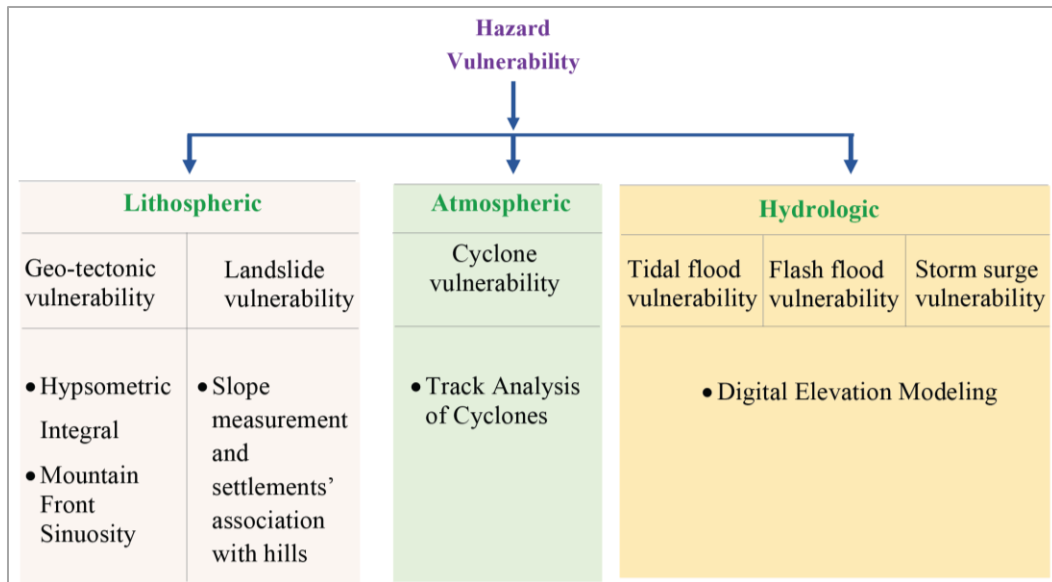 Hazard
Vulnerability
Lithospheric
Geo-tectonic
vulnerability
Landslide
vulnerability
• Hypsometric
Integral
• Mountain
Front
Sinuosity
• Slope
measurement
and
settlements’
association
with hills
Atmospheric
Cyclone
vulnerability
• Track Analysis
of Cyclones
Hydrologic
Tidal flood
vulnerability
Flash flood
vulnerability
Storm surge
vulnerability
• Digital Elevation Modeling